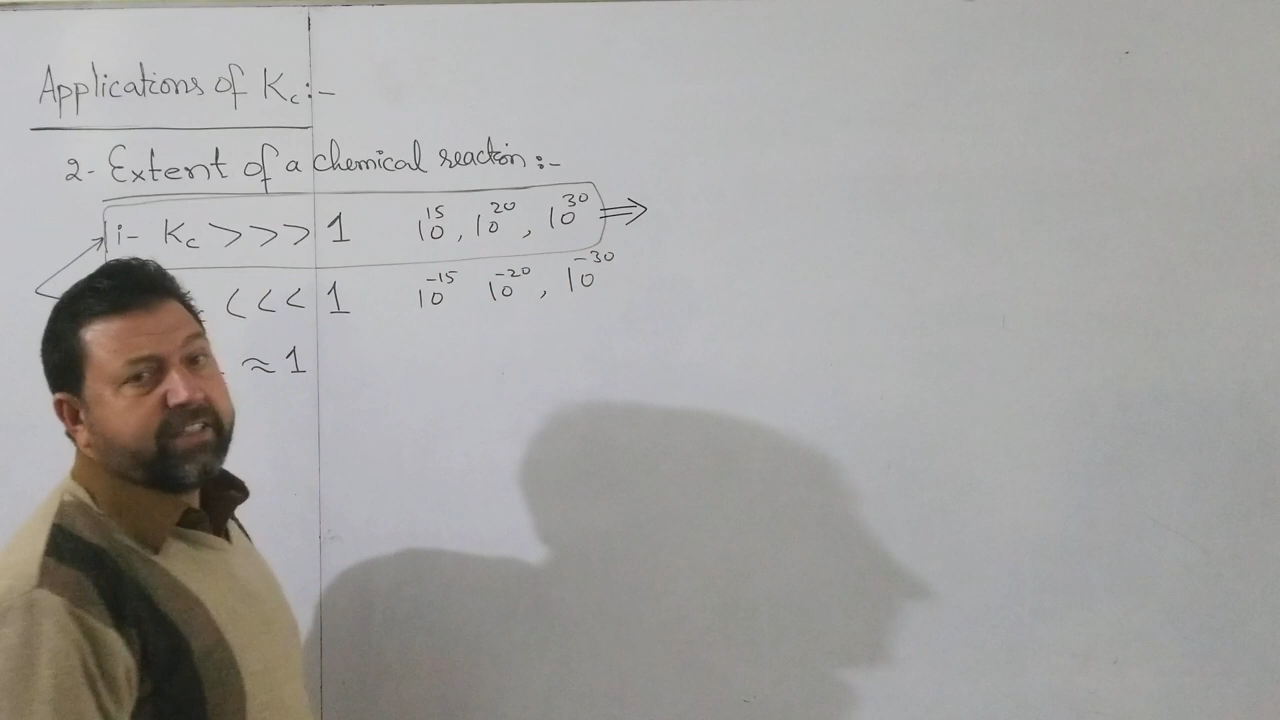 Applications of Kc:-
2- Extent of a chemical reaction :-
i- Kc >>> 1 10^15, 10^20, 10^30 ⇒
<<< 1 10^-15 10^-20, 10^-30
≈ 1